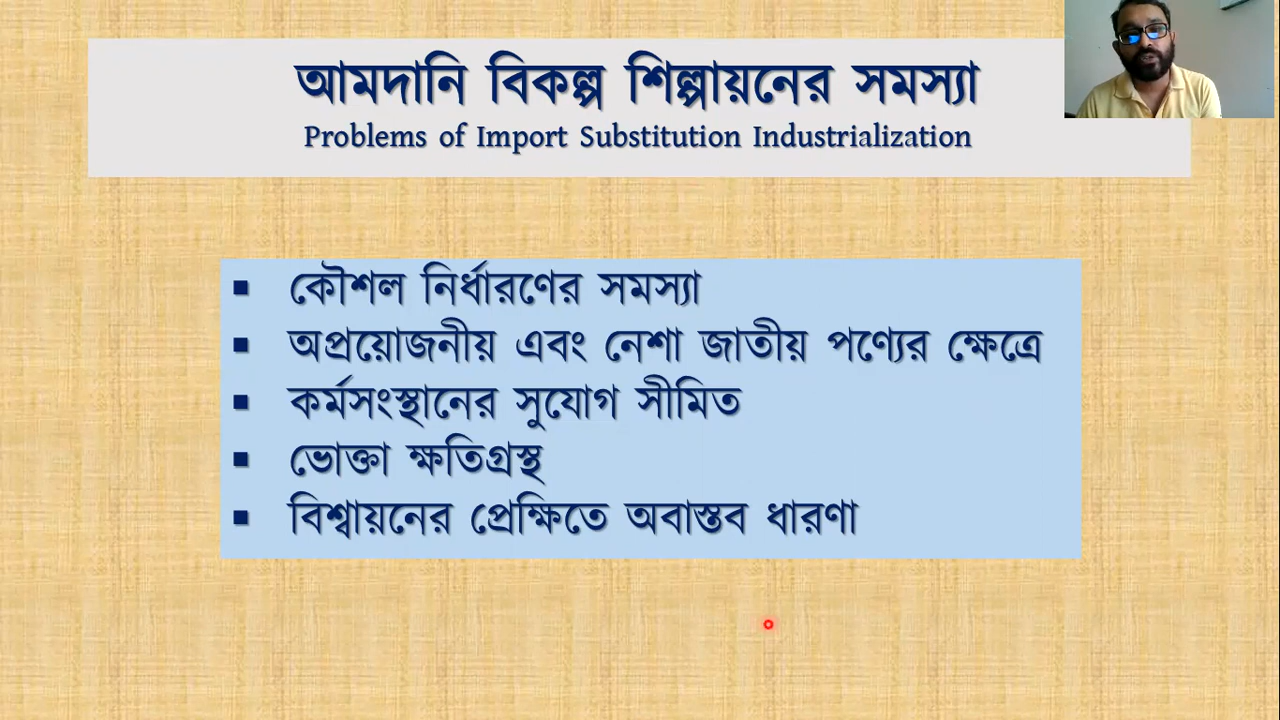 আমদানি বিকল্প শিল্পায়নের সমস্যা
Problems of Import Substitution Industrialization
▪ কৌশল নির্ধারণের সমস্যা
▪ অপ্রয়োজনীয় এবং নেশা জাতীয় পণ্যের ক্ষেত্রে
▪ কর্মসংস্থানের সুযোগ সীমিত
▪ ভোক্তা ক্ষতিগ্রস্থ
▪ বিশ্বায়নের প্রেক্ষিতে অবাস্তব ধারণা